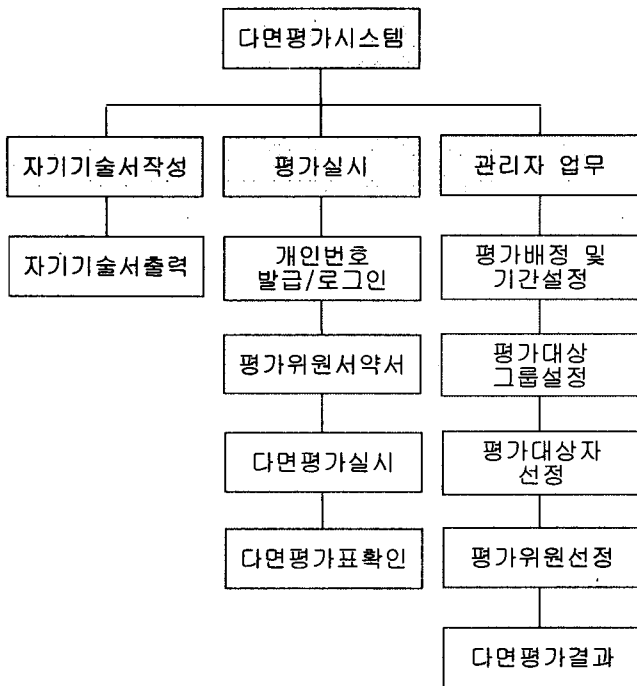 다면평가시스템
자기기술서작성
평가실시
관리자 업무
자기기술서출력
개인번호
발급/로그인
평가배정 및
기간설정
평가위원서약서
평가대상
그룹설정
다면평가실시
평가대상자
선정
다면평가표확인
평가위원선정
다면평가결과